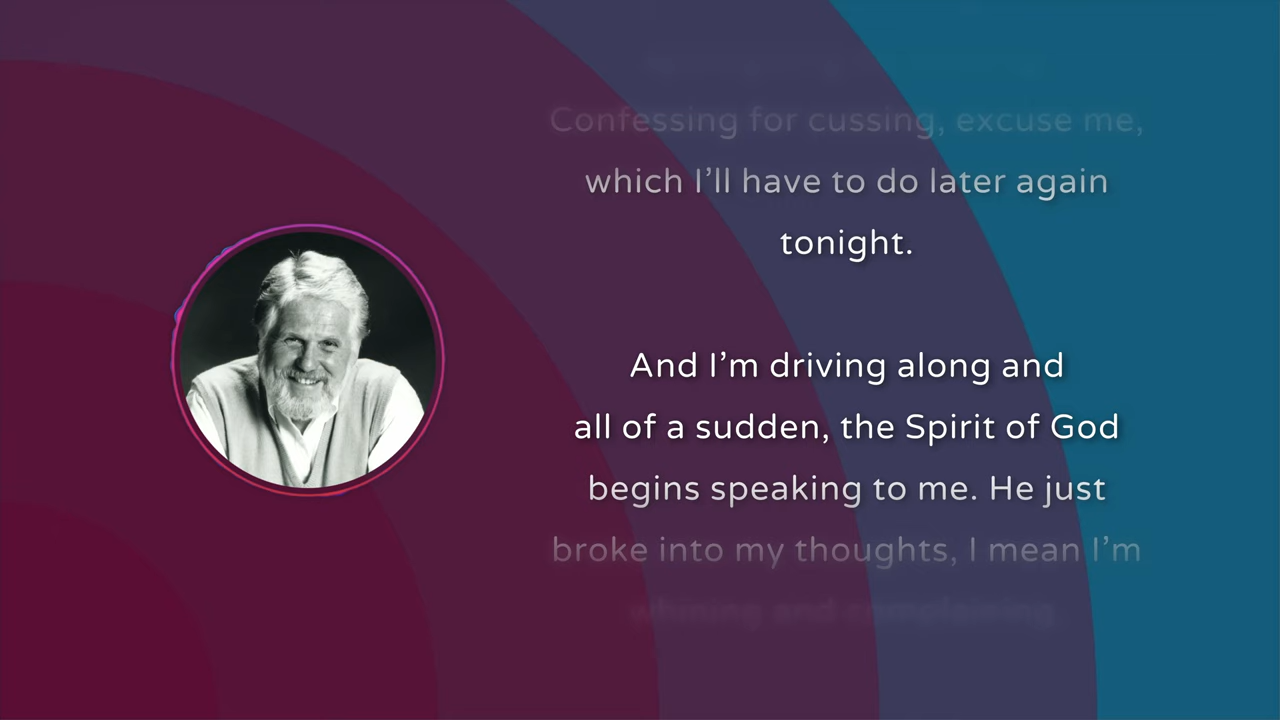 Confessing for cussing, excuse me,
which I’ll have to do later again
tonight.
And I’m driving along and
all of a sudden, the Spirit of God
begins speaking to me. He just
broke into my thoughts, I mean I’m
whining and complaining